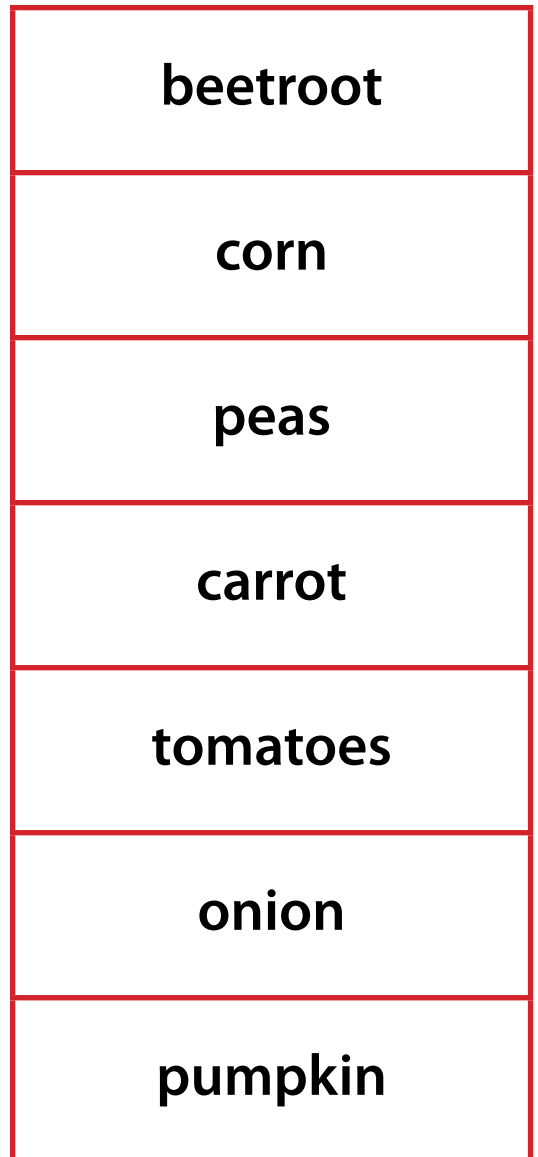 beetroot
corn
peas
carrot
tomatoes
onion
pumpkin